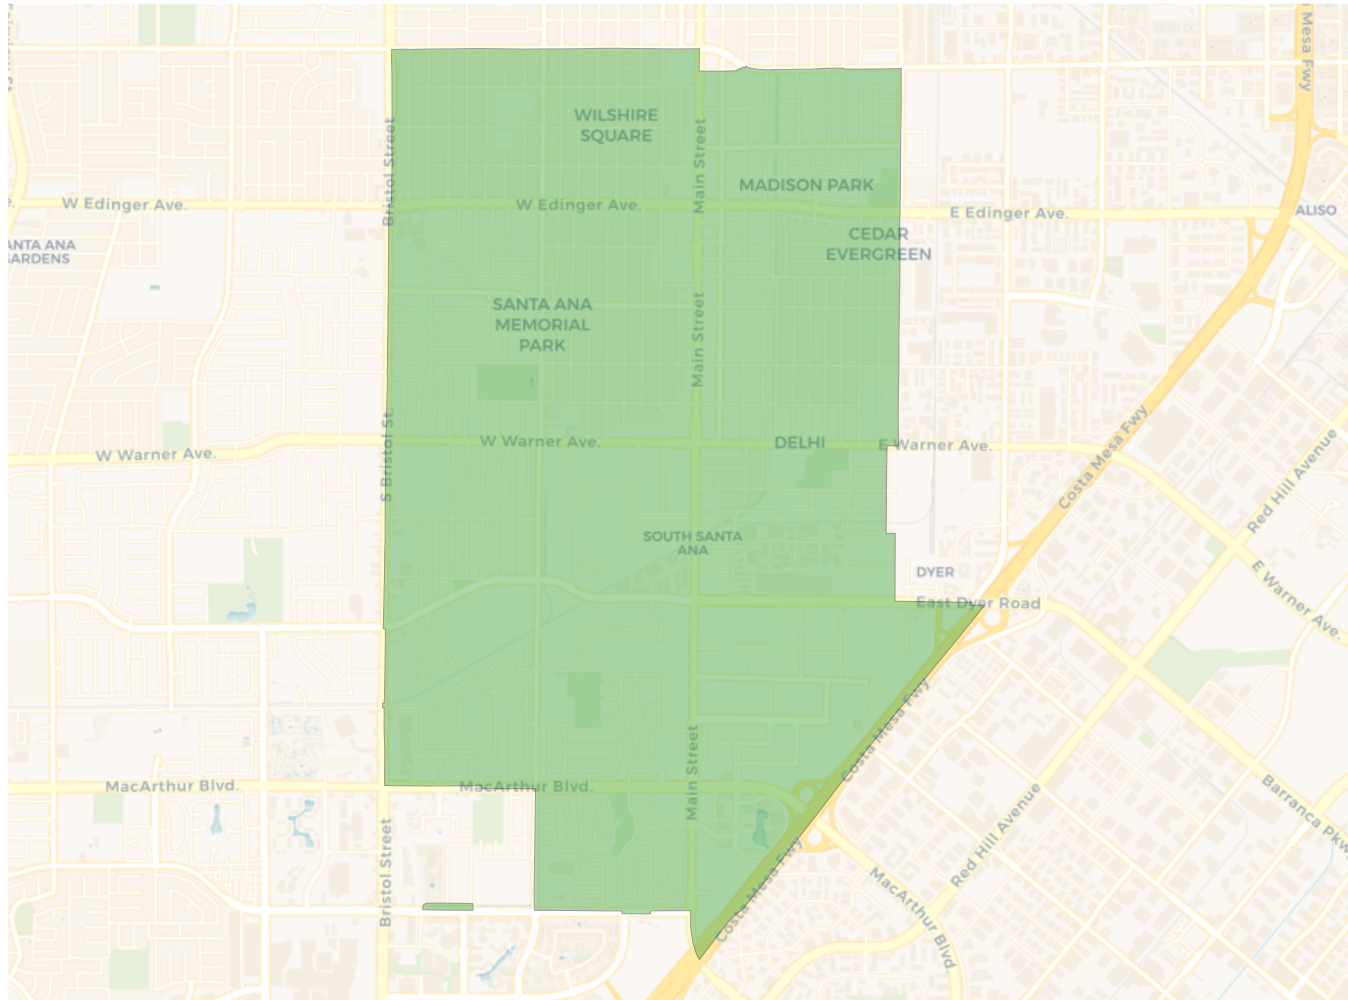 Mesa Fwy
WILSHIRE
SQUARE
Bristol Street
Main Street
MADISON PARK
W Edinger Ave.
W Edinger Ave.
E Edinger Ave.
ALISO
CEDAR
EVERGREEN
ANTA ANA
GARDENS
SANTA ANA
MEMORIAL
PARK
Main Street
S Bristol St.
W Warner Ave.
W Warner Ave.
DELHI
E Warner Ave.
Costa Mesa Fwy
Red Hill Avenue
SOUTH SANTA
ANA
DYER
East Dyer Road
E Warner Ave.
Costa Mesa Fwy
MacArthur Blvd.
MacArthur Blvd.
Main Street
Barranca Pkwy
Bristol Street
Costa Mesa Fwy
Red Hill Avenue
MacArthur Blvd.